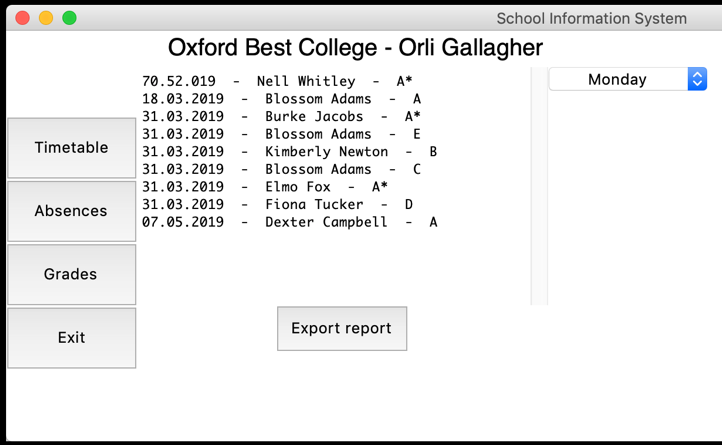 School Information System
Oxford Best College - Orli Gallagher
70.52.019 - Nell Whitley - A*
18.03.2019 - Blossom Adams - A
31.03.2019 - Burke Jacobs - A*
31.03.2019 - Blossom Adams - E
31.03.2019 - Kimberly Newton - B
31.03.2019 - Blossom Adams - C
31.03.2019 - Elmo Fox - A*
31.03.2019 - Fiona Tucker - D
07.05.2019 - Dexter Campbell - A
Monday
Timetable
Absences
Grades
Exit
Export report